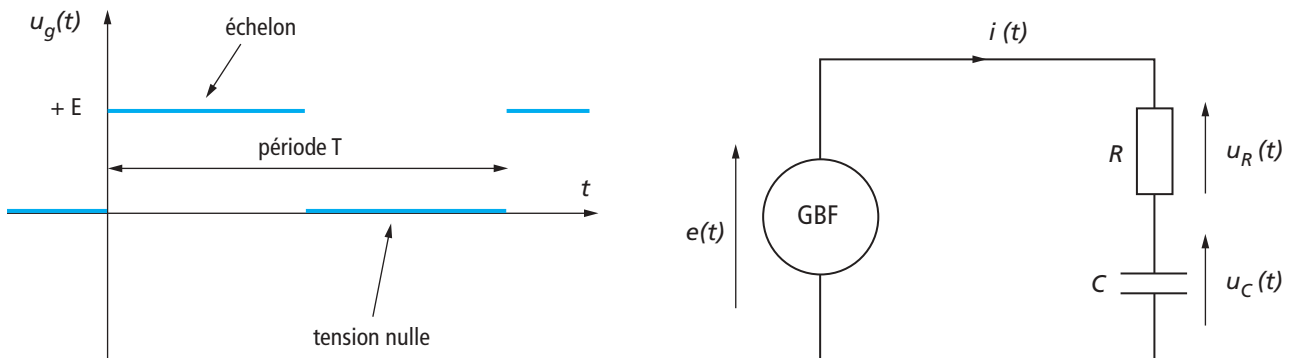 u_g(t)
échelon
+ E
période T
t
tension nulle
i (t)
R
u_R(t)
GBF
e(t)
C
u_C(t)